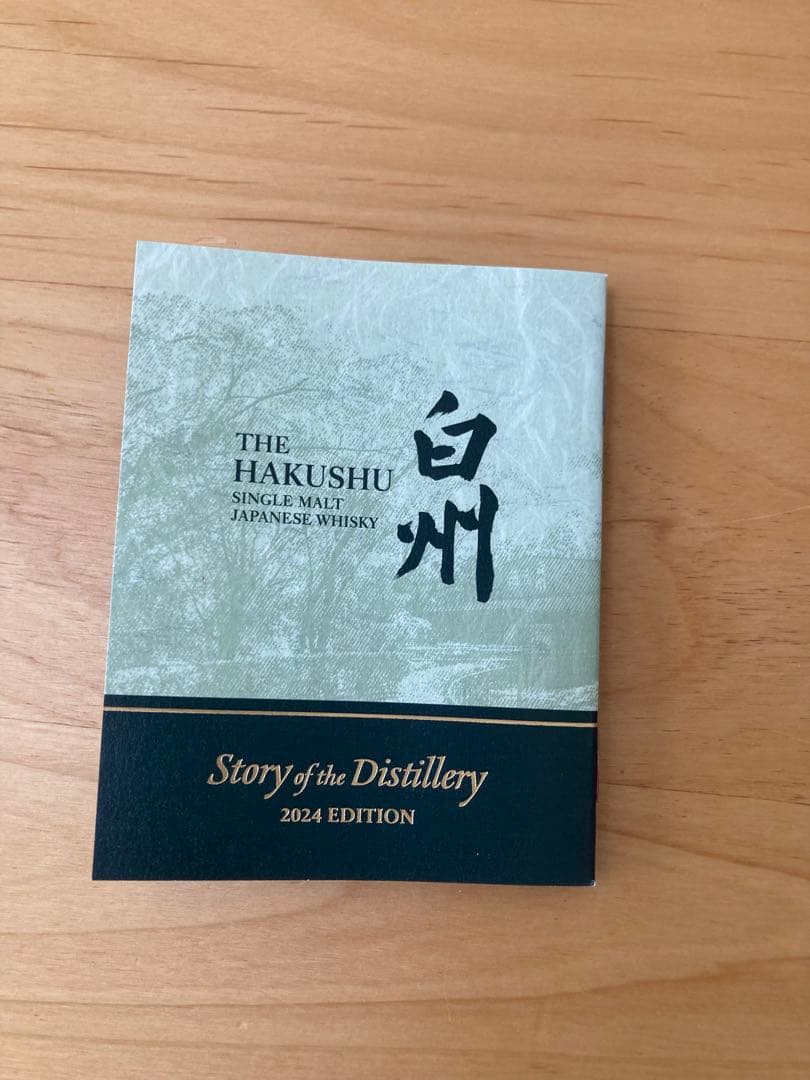 THE
HAKUSHU
SINGLE MALT
JAPANESE WHISKY
白州
Story of the Distillery
2024 EDITION